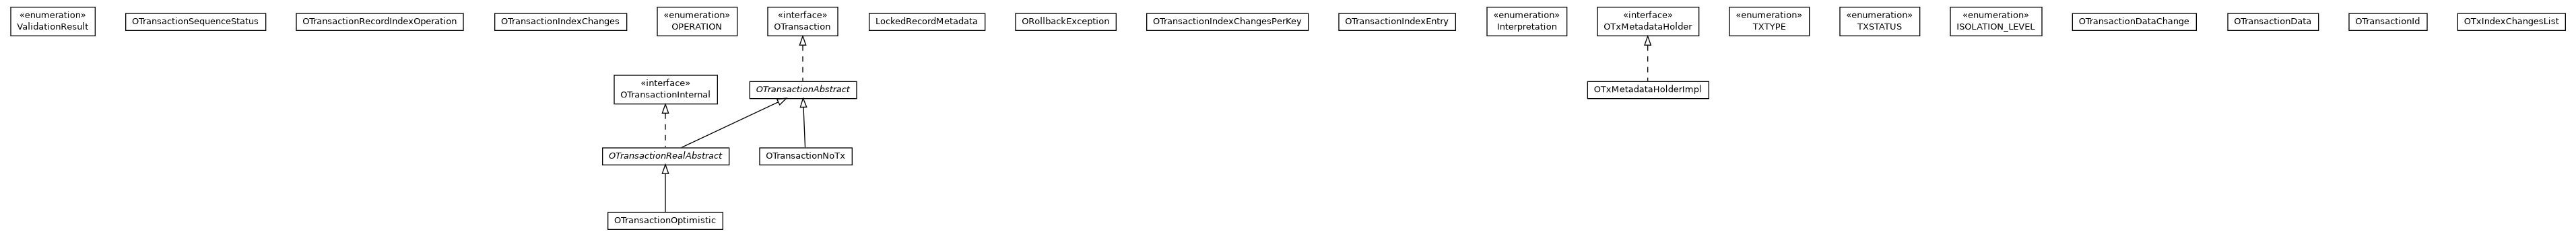 «enumeration»
ValidationResult
OTransactionSequenceStatus
OTransactionRecordIndexOperation
OTransactionIndexChanges
«enumeration»
OPERATION
«interface»
OTransaction
LockedRecordMetadata
ORollbackException
OTransactionIndexChangesPerKey
OTransactionIndexEntry
«enumeration»
Interpretation
«interface»
OTxMetadataHolder
«enumeration»
TXTYPE
«enumeration»
TXSTATUS
«enumeration»
ISOLATION_LEVEL
OTransactionDataChange
OTransactionData
OTransactionId
OTxIndexChangesList
«interface»
OTransactionInternal
OTransactionAbstract
OTxMetadataHolderImpl
OTransactionRealAbstract
OTransactionNoTx
OTransactionOptimistic